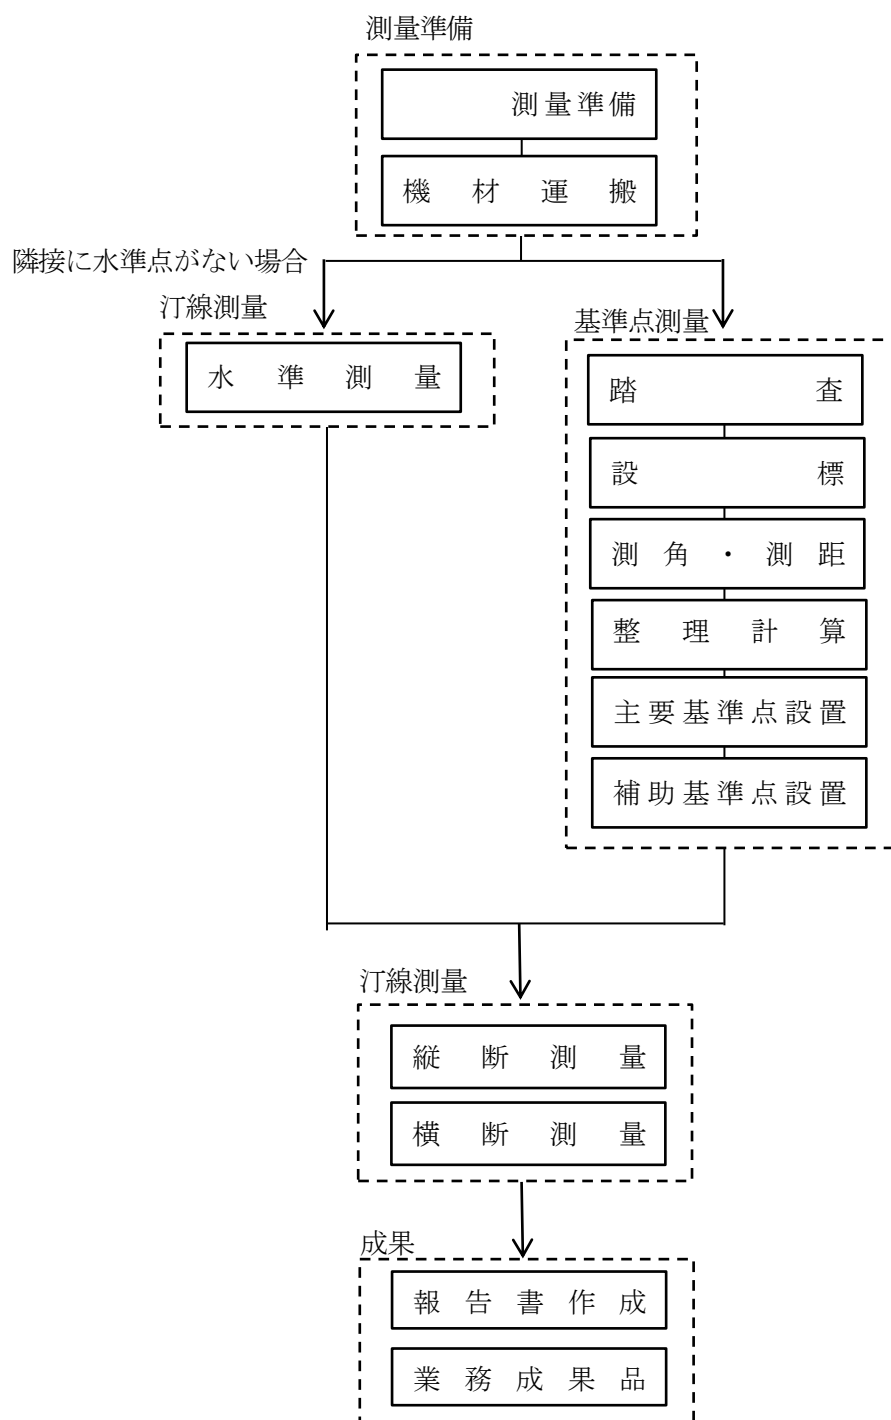 測量準備
測量準備
機材運搬
隣接に水準点がない場合
汀線測量
水準測量
基準点測量
踏査
設標
測角・測距
整理計算
主要基準点設置
補助基準点設置
汀線測量
縦断測量
横断測量
成果
報告書作成
業務成果品